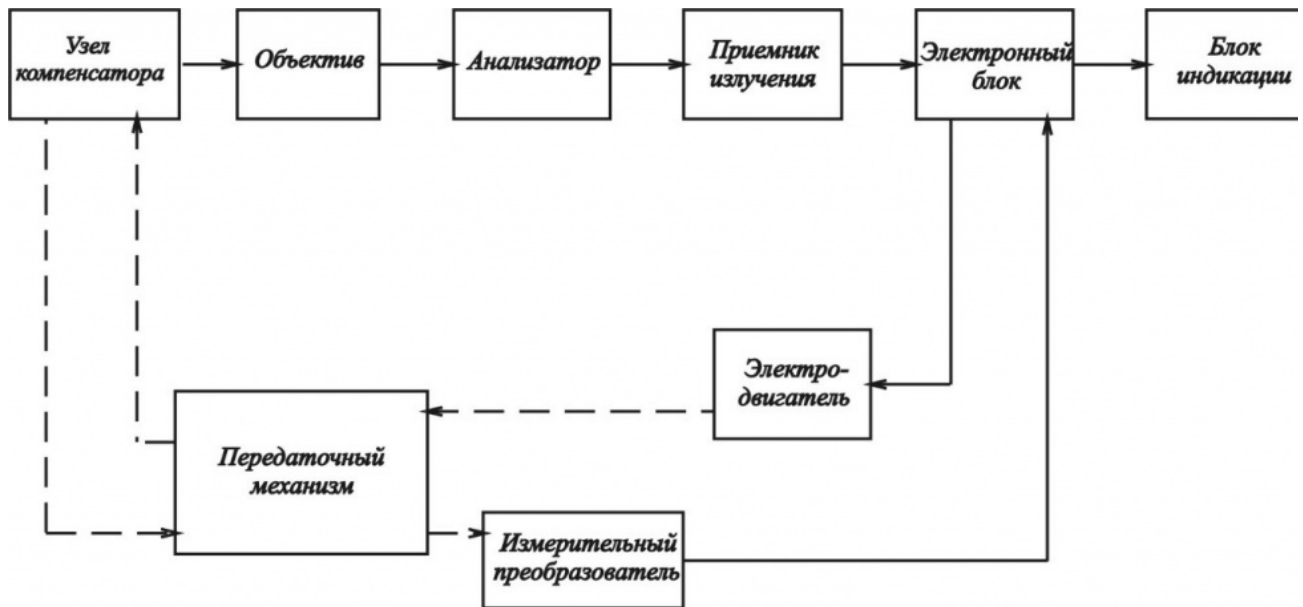 Узел
компенсатора
Объектив
Анализатор
Приемник
излучения
Электронный
блок
Блок
индикации
Электро-
двигатель
Передаточный
механизм
Измерительный
преобразователь